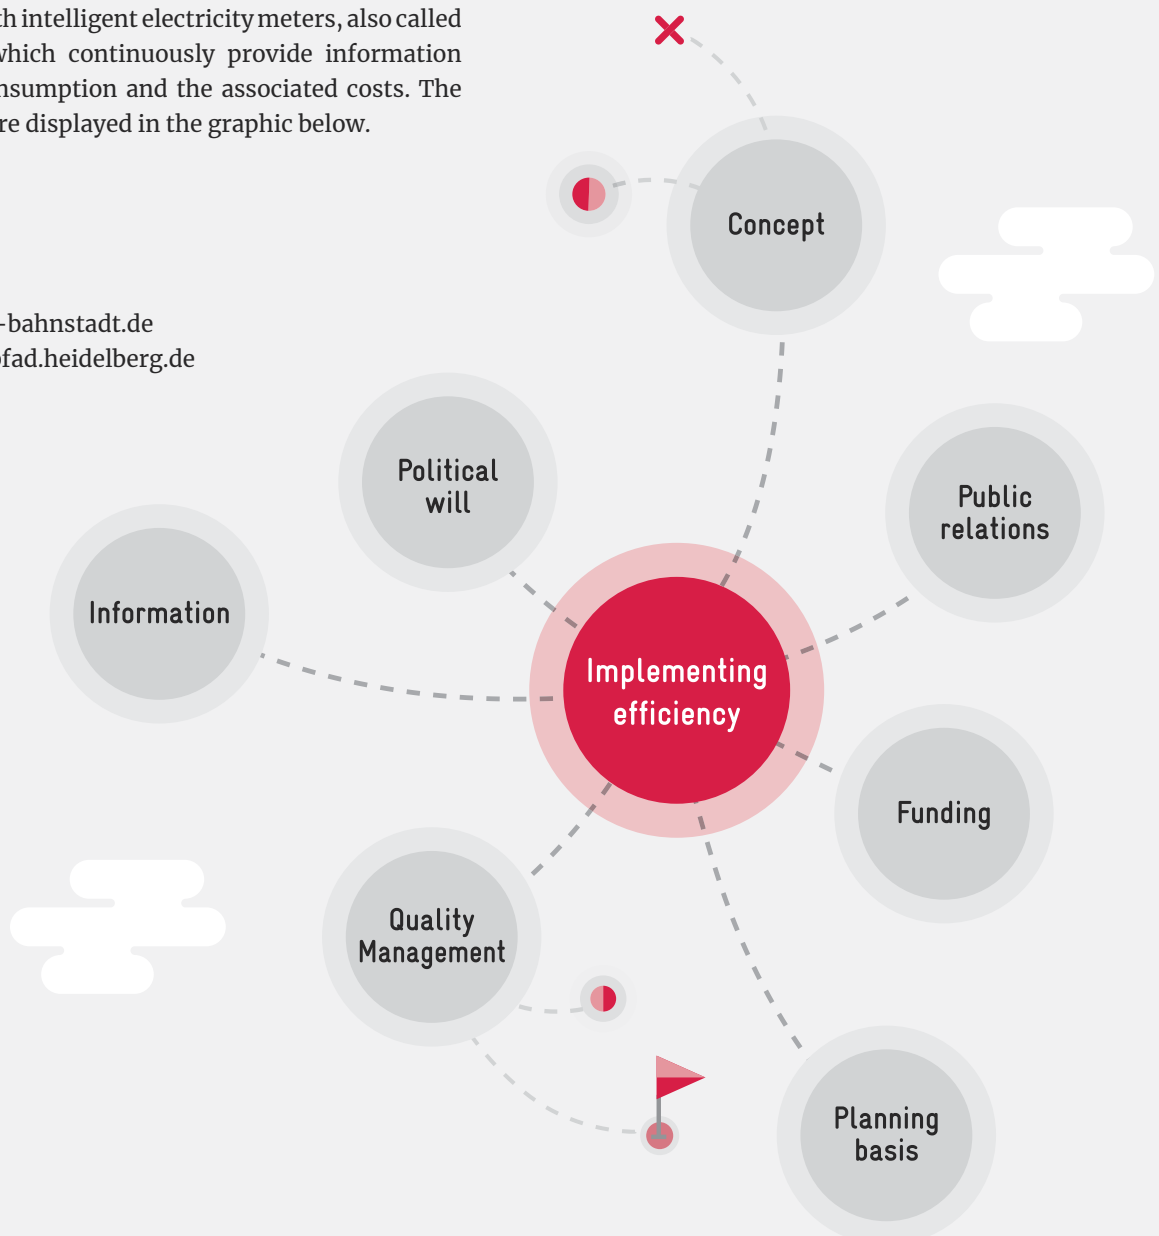 th intelligent electricity meters, also called
which continuously provide information
nsumption and the associated costs. The
re displayed in the graphic below.
-bahnstadt.de
pfad.heidelberg.de
Concept
Political
will
Public
relations
Information
Implementing
efficiency
Funding
Quality
Management
Planning
basis